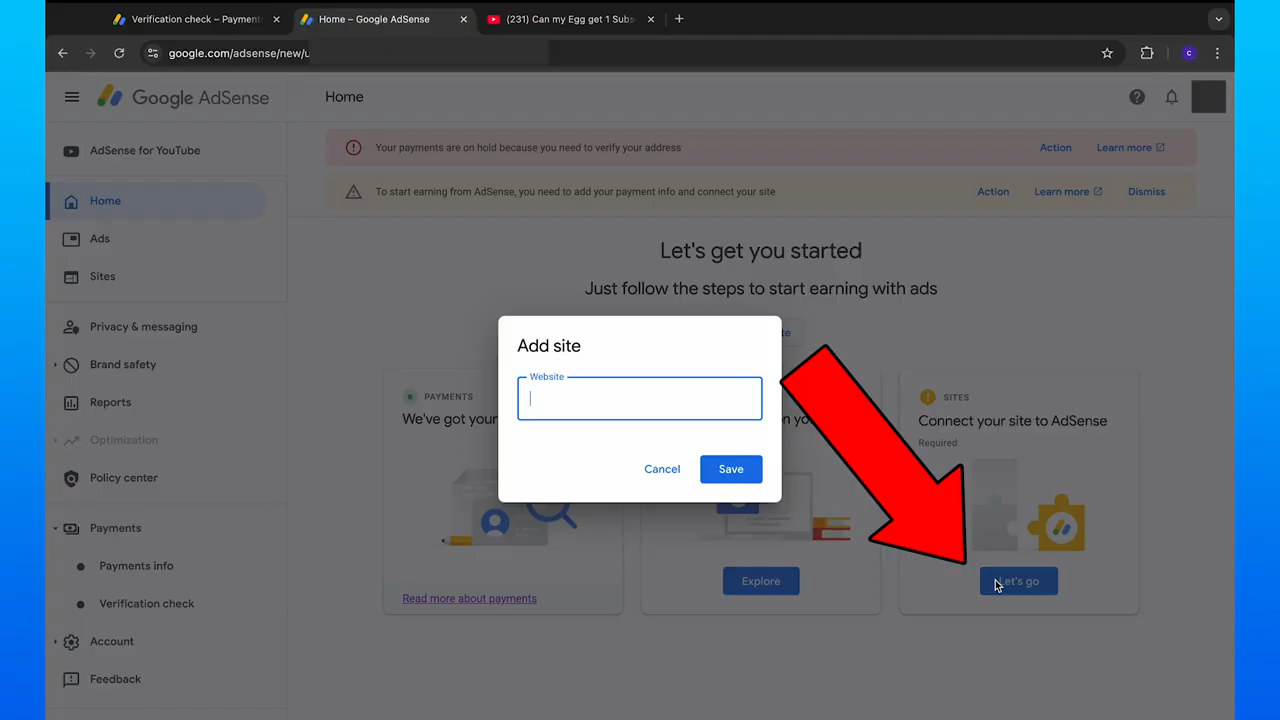 Verification check – Payment
Home – Google AdSense
(231) Can my Egg get 1 Subs
google.com/adsense/new/u
C
Google AdSense
Home
AdSense for YouTube
Your payments are on hold because you need to verify your address
Action
Learn more
To start earning from AdSense, you need to add your payment info and connect your site
Action
Learn more
Dismiss
Home
Ads
Sites
Privacy & messaging
Brand safety
Reports
Optimization
Policy center
Payments
Payments info
Verification check
Account
Feedback
Let's get you started
Just follow the steps to start earning with ads
Add site
Website
Cancel
Save
PAYMENTS
We've got your
Read more about payments
Explore
SITES
Connect your site to AdSense
Required
Let's go